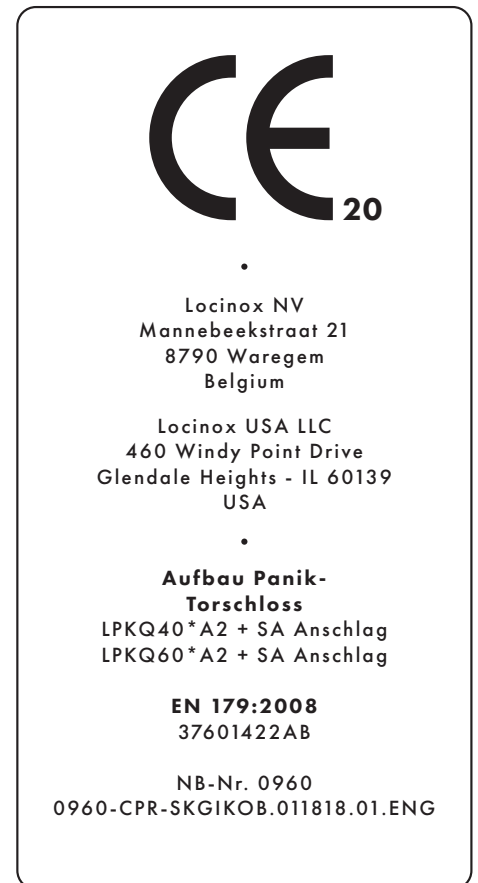 CE 20
•
Locinox NV
Mannebeekstraat 21
8790 Waregem
Belgium
Locinox USA LLC
460 Windy Point Drive
Glendale Heights - IL 60139
USA
•
Aufbau Panik-
Torschloss
LPKQ40*A2 + SA Anschlag
LPKQ60*A2 + SA Anschlag
EN 179:2008
37601422AB
NB-Nr. 0960
0960-CPR-SKGIKOB.011818.01.ENG